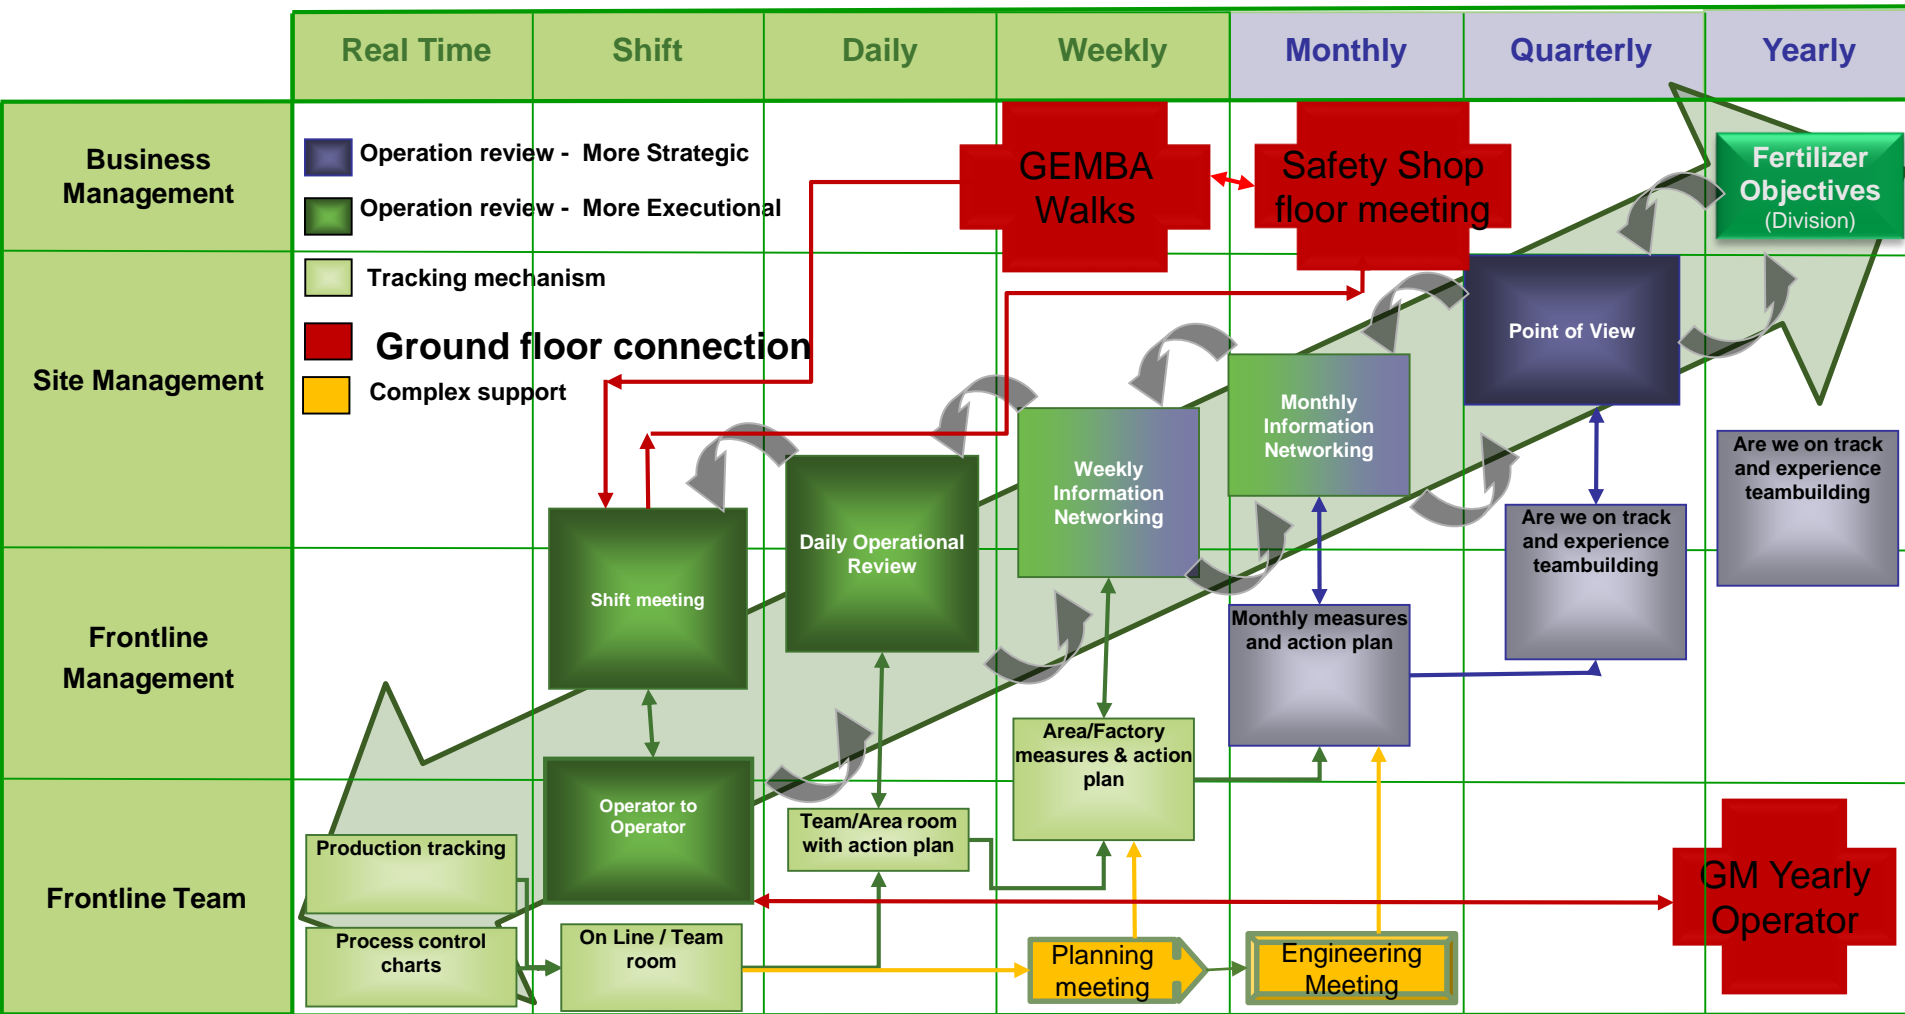 Real Time
Shift
Daily
Weekly
Monthly
Quarterly
Yearly
Business
Management
Operation review -  More Strategic
Operation review -  More Executional
GEMBA
Walks
Safety Shop
floor meeting
Fertilizer
Objectives
(Division)
Site Management
Tracking mechanism
Ground floor connection
Complex support
Point of View
Monthly
Information
Networking
Weekly
Information
Networking
Daily Operational
Review
Are we on track
and experience
teambuilding
Are we on track
and experience
teambuilding
Frontline
Management
Shift meeting
Monthly measures
and action plan
Area/Factory
measures & action
plan
Frontline Team
Operator to
Operator
Production tracking
Team/Area room
with action plan
GM Yearly
Operator
Process control
charts
On Line / Team
room
Planning
meeting
Engineering
Meeting